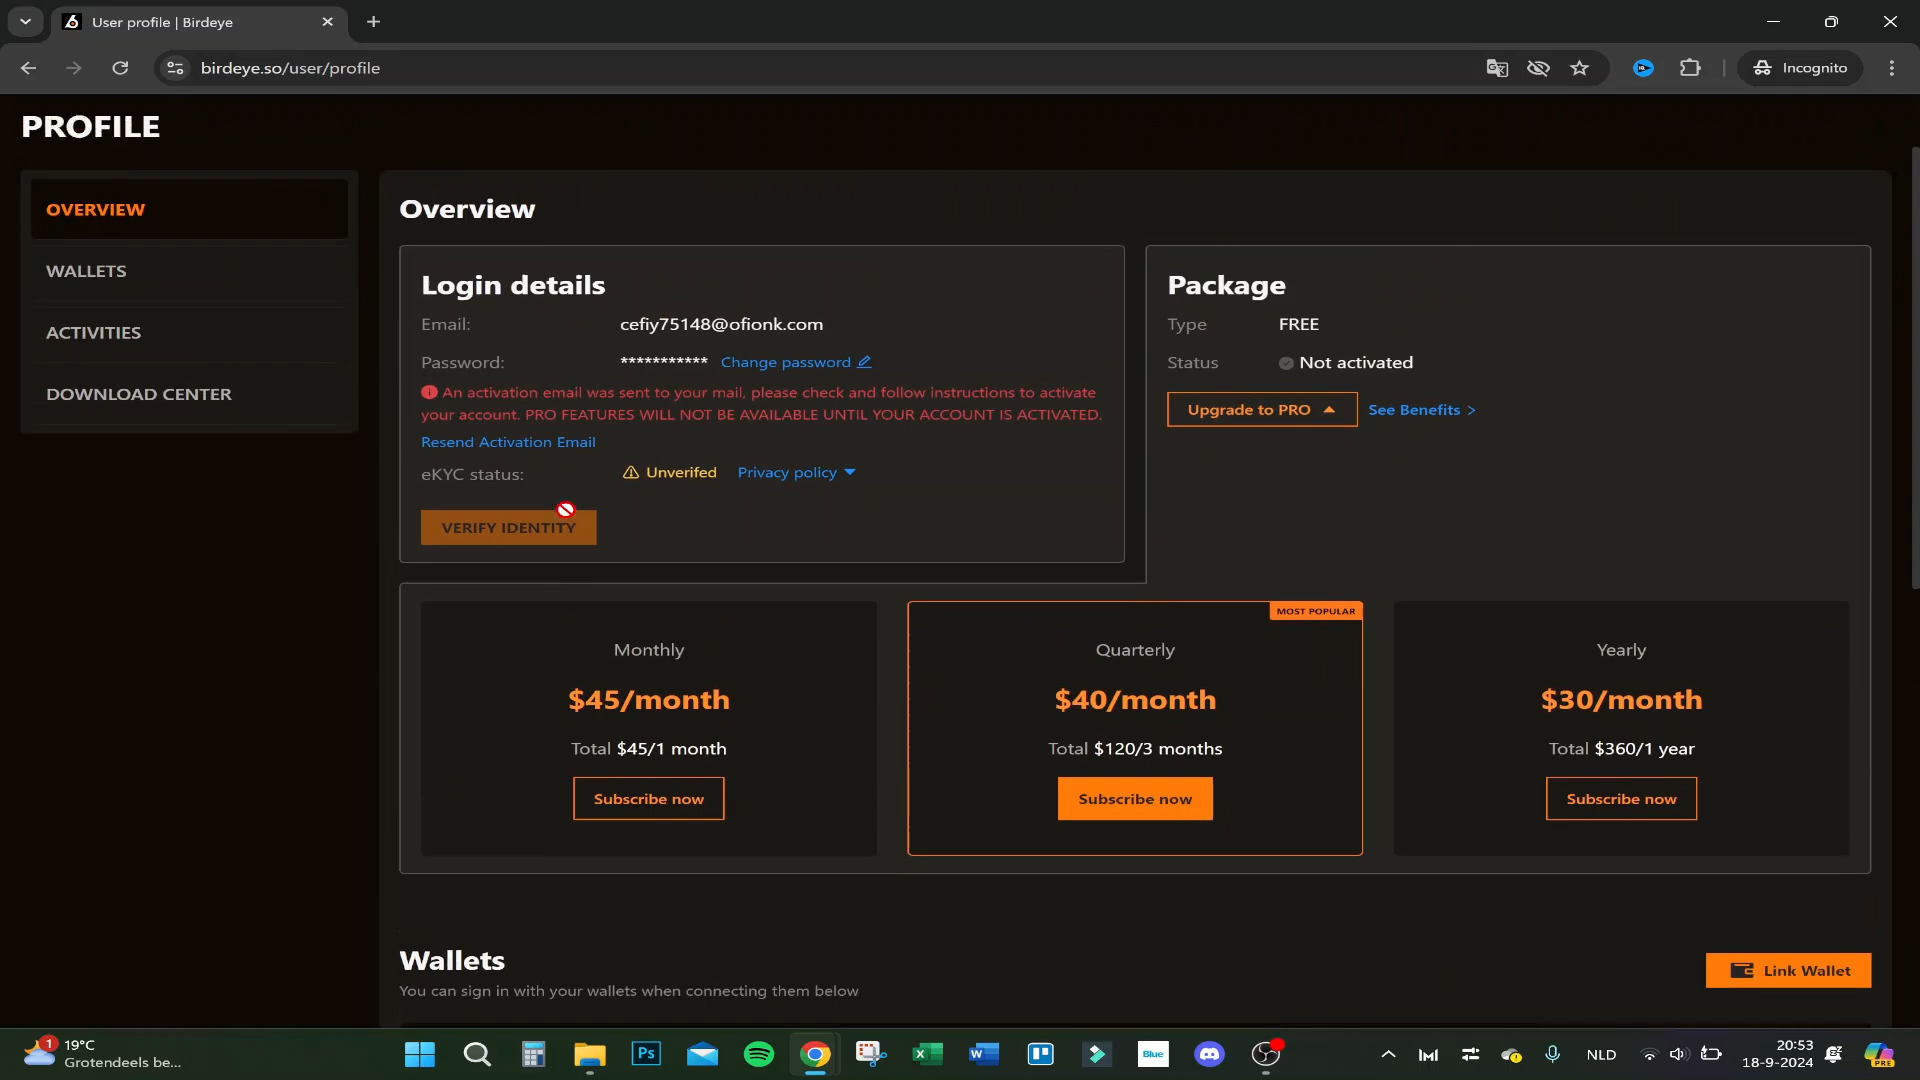 User profile | Birdeye
birdeye.so/user/profile
Incognito
PROFILE
OVERVIEW
WALLETS
ACTIVITIES
DOWNLOAD CENTER
Overview
Login details
Email: cefiy75148@ofionk.com
Password: *********** Change password
An activation email was sent to your mail, please check and follow instructions to activate
your account. PRO FEATURES WILL NOT BE AVAILABLE UNTIL YOUR ACCOUNT IS ACTIVATED.
Resend Activation Email
eKYC status: Unverifed Privacy policy
VERIFY IDENTITY
Package
Type FREE
Status Not activated
Upgrade to PRO See Benefits >
Monthly
$45/month
Total $45/1 month
Subscribe now
MOST POPULAR
Quarterly
$40/month
Total $120/3 months
Subscribe now
Yearly
$30/month
Total $360/1 year
Subscribe now
Wallets
You can sign in with your wallets when connecting them below
Link Wallet
1
19°C
Grotendeels be...
Ps
Blue
NLD
20:53
18-9-2024
PRE